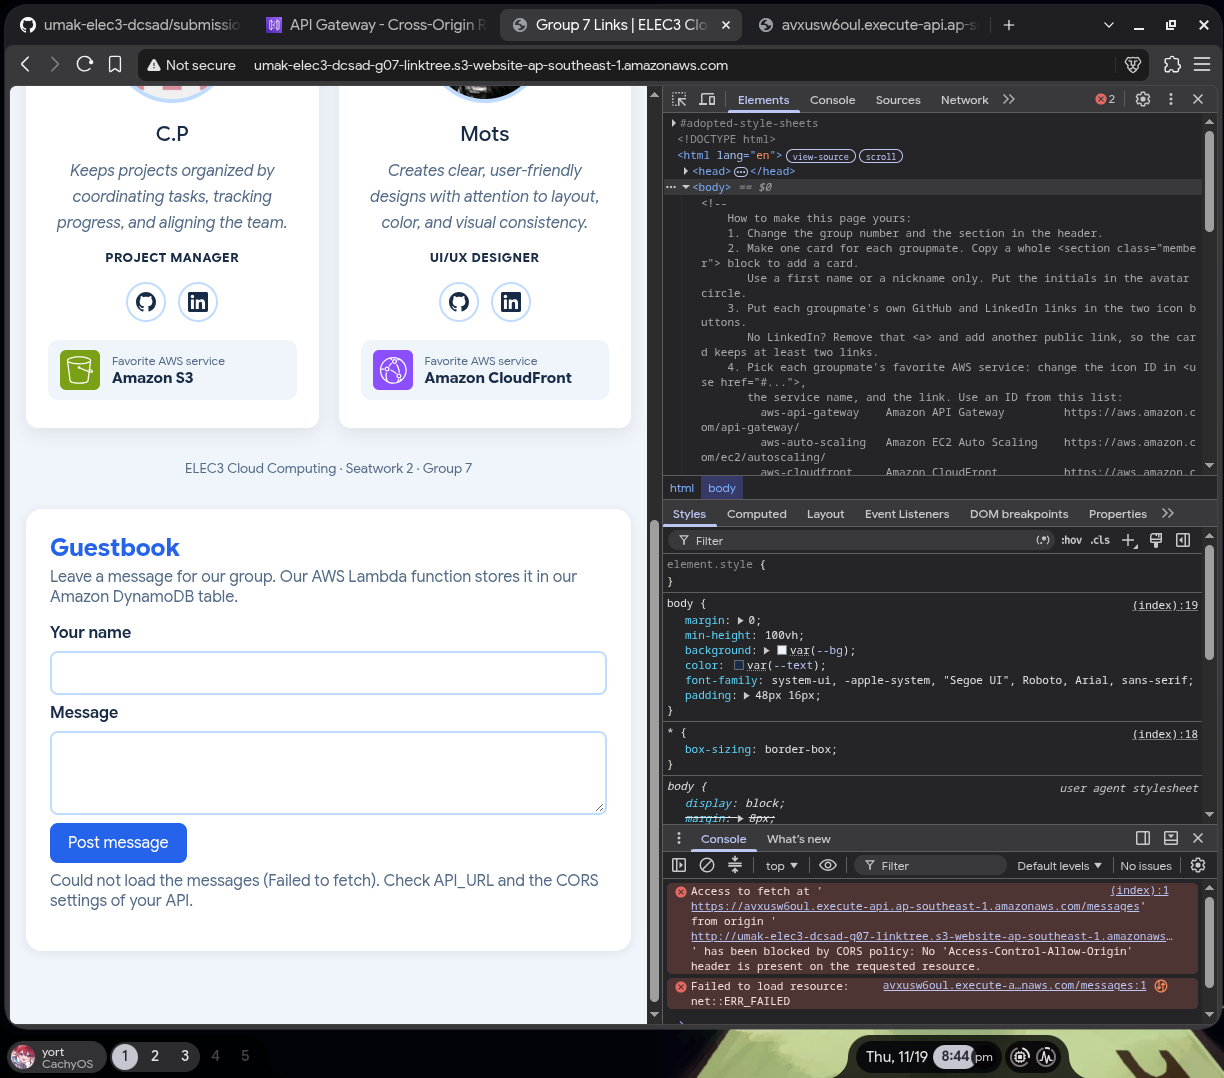 umak-elec3-dcsad/submissio
API Gateway - Cross-Origin R
Group 7 Links | ELEC3 Clo
avxusw6oul.execute-api.ap-s
Not secure
umak-elec3-dcsad-g07-linktree.s3-website-ap-southeast-1.amazonaws.com
C.P
Keeps projects organized by
coordinating tasks, tracking
progress, and aligning the team.
PROJECT MANAGER
Favorite AWS service
Amazon S3
Mots
Creates clear, user-friendly
designs with attention to layout,
color, and visual consistency.
UI/UX DESIGNER
Favorite AWS service
Amazon CloudFront
ELEC3 Cloud Computing · Seatwork 2 · Group 7
Guestbook
Leave a message for our group. Our AWS Lambda function stores it in our
Amazon DynamoDB table.
Your name
Message
Post message
Could not load the messages (Failed to fetch). Check API_URL and the CORS
settings of your API.
Elements
Console
Sources
Network
2
#adopted-style-sheets
<!DOCTYPE html>
<html lang="en"> view-source scroll
<head> </head>
<body> == $0
<!--
How to make this page yours:
1. Change the group number and the section in the header.
2. Make one card for each groupmate. Copy a whole <section class="membe
r"> block to add a card.
Use a first name or a nickname only. Put the initials in the avatar
circle.
3. Put each groupmate's own GitHub and LinkedIn links in the two icon b
uttons.
No LinkedIn? Remove that <a> and add another public link, so the car
d keeps at least two links.
4. Pick each groupmate's favorite AWS service: change the icon ID in <u
se href="#...">,
the service name, and the link. Use an ID from this list:
aws-api-gateway Amazon API Gateway https://aws.amazon.c
om/api-gateway/
aws-auto-scaling Amazon EC2 Auto Scaling https://aws.amazon.c
om/ec2/autoscaling/
aws-cloudfront Amazon CloudFront https://aws.amazon.c
html body
Styles
Computed
Layout
Event Listeners
DOM breakpoints
Properties
Filter
(.*)
:hov .cls
element.style {
}
body {
(index):19
margin: 0;
min-height: 100vh;
background: var(--bg);
color: var(--text);
font-family: system-ui, -apple-system, "Segoe UI", Roboto, Arial, sans-serif;
padding: 48px 16px;
}
* {
(index):18
box-sizing: border-box;
}
body {
user agent stylesheet
display: block;
margin: 8px;
Console
What's new
top
Filter
Default levels
No issues
Access to fetch at '
(index):1
https://avxusw6oul.execute-api.ap-southeast-1.amazonaws.com/messages'
from origin '
http://umak-elec3-dcsad-g07-linktree.s3-website-ap-southeast-1.amazonaws…
' has been blocked by CORS policy: No 'Access-Control-Allow-Origin'
header is present on the requested resource.
Failed to load resource:
avxusw6oul.execute-a…naws.com/messages:1
net::ERR_FAILED
yort
CachyOS
1 2 3 4 5
Thu, 11/19 8:44 pm